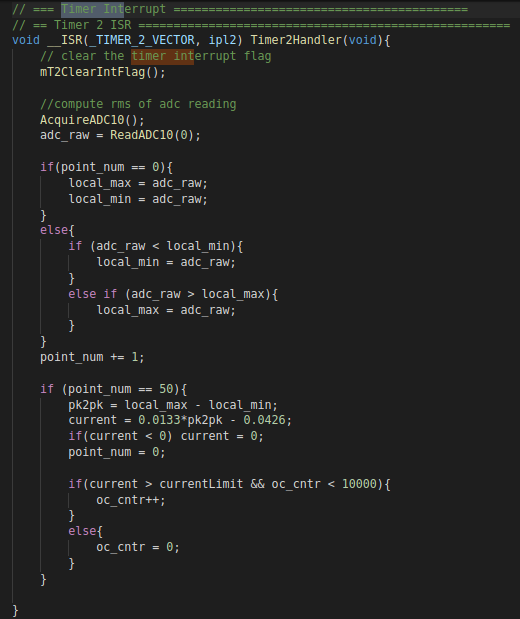 // === Timer Interrupt ==========================================
// == Timer 2 ISR =====================================================
void __ISR(_TIMER_2_VECTOR, ipl2) Timer2Handler(void){
    // clear the timer interrupt flag
    mT2ClearIntFlag();

    //compute rms of adc reading
    AcquireADC10();
    adc_raw = ReadADC10(0);

    if(point_num == 0){
        local_max = adc_raw;
        local_min = adc_raw;
    }
    else{
        if (adc_raw < local_min){
            local_min = adc_raw;
        }
        else if (adc_raw > local_max){
            local_max = adc_raw;
        }
    }
    point_num += 1;

    if (point_num == 50){
        pk2pk = local_max - local_min;
        current = 0.0133*pk2pk - 0.0426;
        if(current < 0) current = 0;
        point_num = 0;

        if(current > currentLimit && oc_cntr < 10000){
            oc_cntr++;
        }
        else{
            oc_cntr = 0;
        }
    }

}